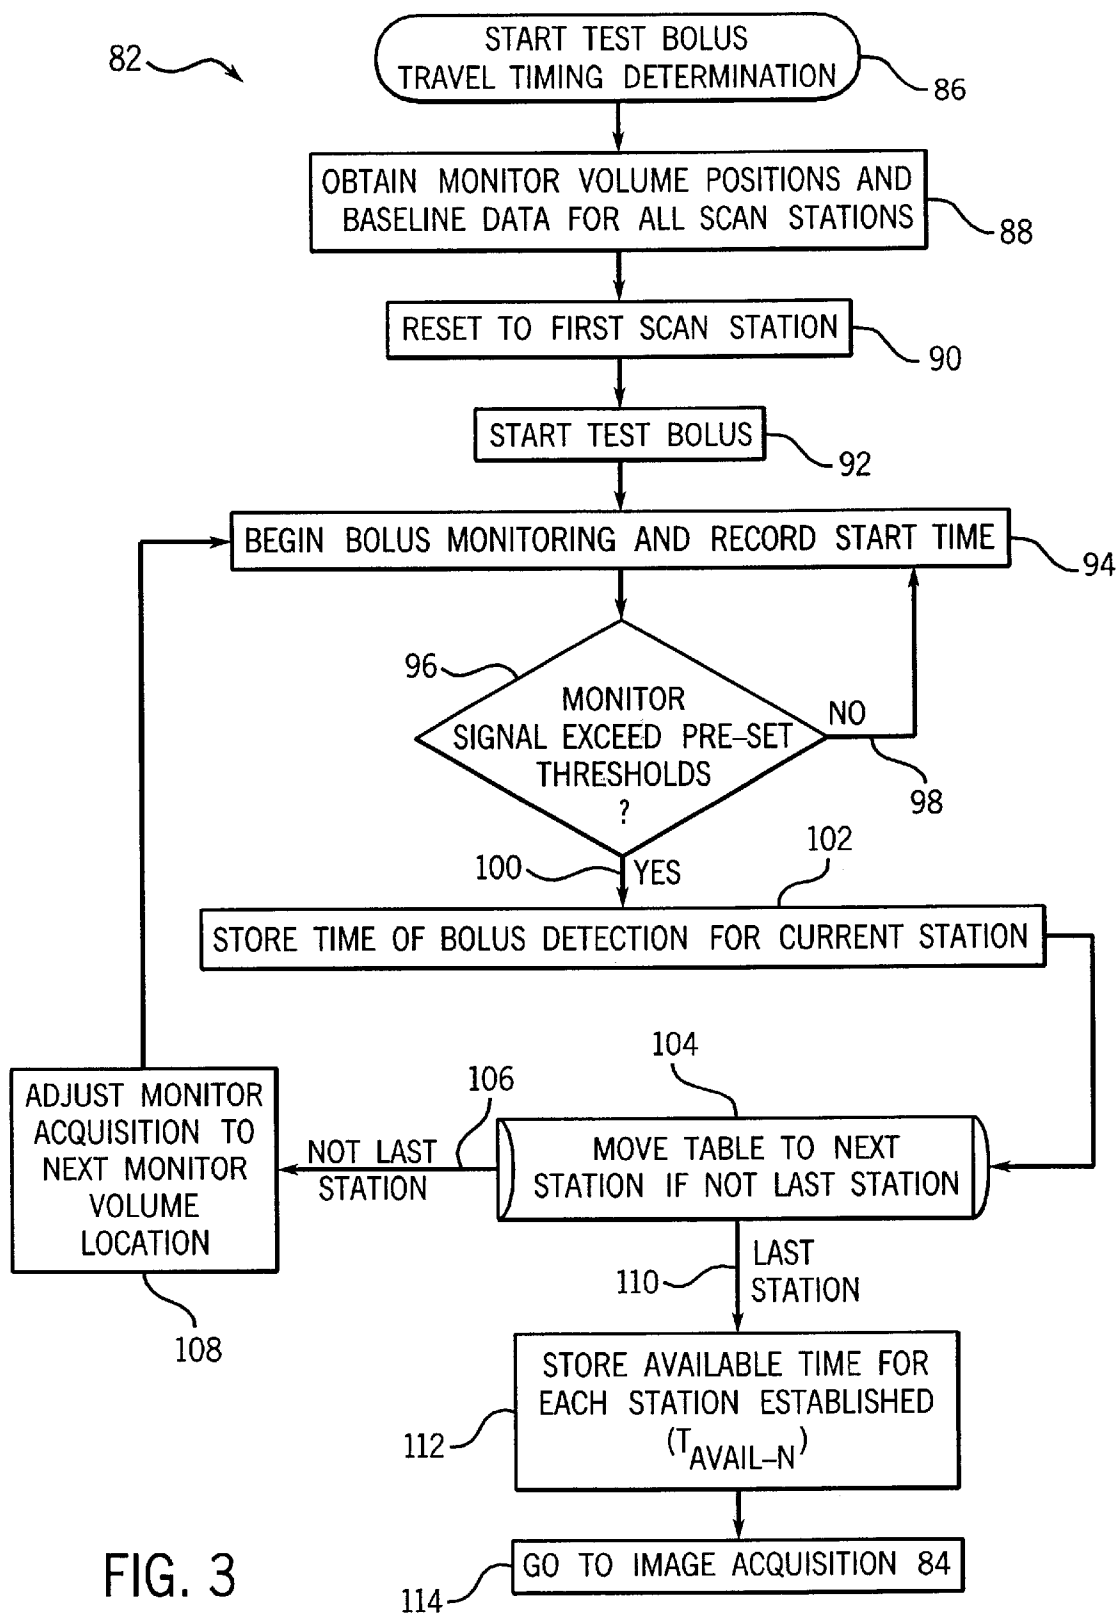 START TEST BOLUS
TRAVEL TIMING DETERMINATION
82
86
OBTAIN MONITOR VOLUME POSITIONS AND
BASELINE DATA FOR ALL SCAN STATIONS
88
RESET TO FIRST SCAN STATION
90
START TEST BOLUS
92
BEGIN BOLUS MONITORING AND RECORD START TIME
94
96
MONITOR
SIGNAL EXCEED PRE–SET
THRESHOLDS
?
NO
98
100
YES
102
STORE TIME OF BOLUS DETECTION FOR CURRENT STATION
104
MOVE TABLE TO NEXT
STATION IF NOT LAST STATION
106
NOT LAST
STATION
ADJUST MONITOR
ACQUISITION TO
NEXT MONITOR
VOLUME
LOCATION
108
110
LAST
STATION
STORE AVAILABLE TIME FOR
EACH STATION ESTABLISHED
(TAVAIL–N)
112
GO TO IMAGE ACQUISITION 84
114
FIG. 3